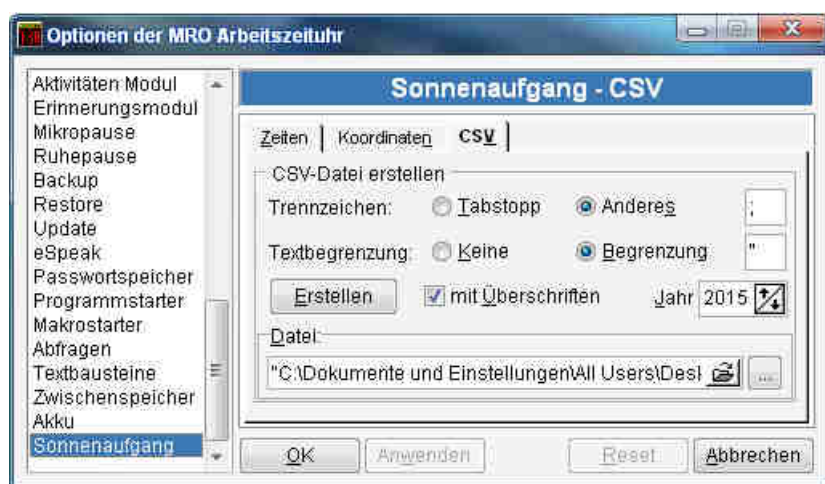 Optionen der MRO Arbeitszeituhr
Aktivitäten Modul
Erinnerungsmodul
Mikropause
Ruhepause
Backup
Restore
Update
eSpeak
Passwortspeicher
Programmstarter
Makrostarter
Abfragen
Textbausteine
Zwischenspeicher
Akku
Sonnenaufgang
Sonnenaufgang - CSV
Zeiten Koordinaten CSV
CSV-Datei erstellen
Trennzeichen: Tabstopp Anderes ;
Textbegrenzung: Keine Begrenzung "
Erstellen mit Überschriften Jahr 2015
Datei:
"C:\Dokumente und Einstellungen\All Users\Desk ...
OK Anwenden Reset Abbrechen